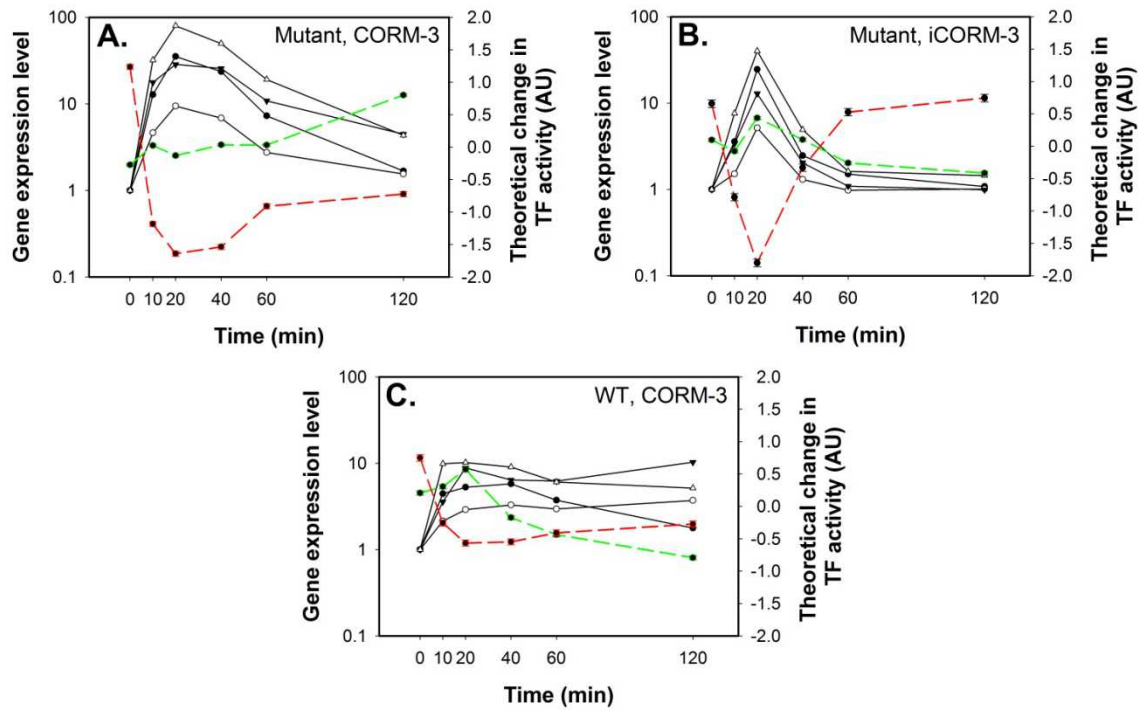 A.
Mutant, CORM-3
Gene expression level
100
10
1
0.1
2.0
1.5
1.0
0.5
0.0
-0.5
-1.0
-1.5
-2.0
Theoretical change in
TF activity (AU)
0 10 20 40 60 120
Time (min)
B.
Mutant, iCORM-3
Gene expression level
100
10
1
0.1
2.0
1.5
1.0
0.5
0.0
-0.5
-1.0
-1.5
-2.0
Theoretical change in
TF activity (AU)
0 10 20 40 60 120
Time (min)
C.
WT, CORM-3
Gene expression level
100
10
1
0.1
2.0
1.5
1.0
0.5
0.0
-0.5
-1.0
-1.5
-2.0
Theoretical change in
TF activity (AU)
0 10 20 40 60 120
Time (min)